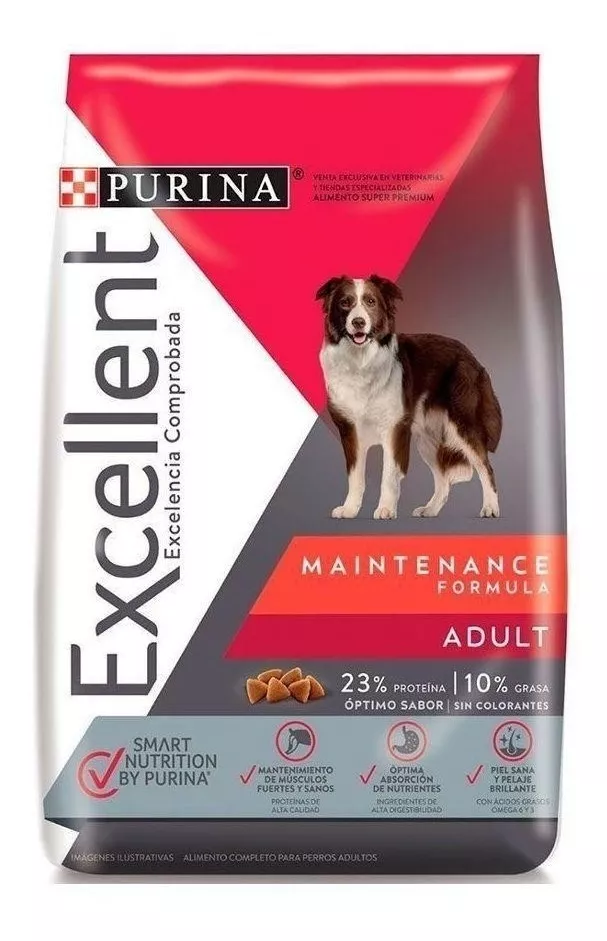 PURINA®
VENTA EXCLUSIVA EN VETERINARIAS
Y TIENDAS ESPECIALIZADAS
ALIMENTO SUPER PREMIUM
Excellent
Excelencia Comprobada
MAINTENANCE
FORMULA
ADULT
23% PROTEÍNA | 10% GRASA
ÓPTIMO SABOR | SIN COLORANTES
SMART
NUTRITION
BY PURINA®
MANTENIMIENTO
DE MÚSCULOS
FUERTES Y SANOS
PROTEÍNAS DE
ALTA CALIDAD
ÓPTIMA
ABSORCIÓN
DE NUTRIENTES
INGREDIENTES DE
ALTA DIGESTIBILIDAD
PIEL SANA
Y PELAJE
BRILLANTE
CON ÁCIDOS GRASOS
OMEGA 6 Y 3
IMÁGENES ILUSTRATIVAS ALIMENTO COMPLETO PARA PERROS ADULTOS